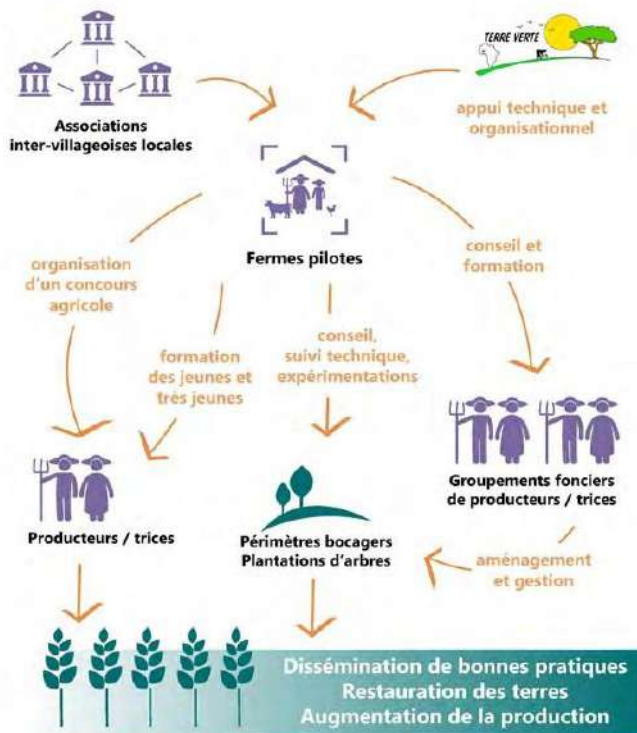 TERRE VERTE
Associations
inter-villageoises locales
appui technique et
organisationnel
Fermes pilotes
organisation
d'un concours
agricole
conseil et
formation
formation
des jeunes et
très jeunes
conseil,
suivi technique,
expérimentations
Groupements fonciers
de producteurs / trices
Producteurs / trices
Périmètres bocagers
Plantations d'arbres
aménagement
et gestion
Dissémination de bonnes pratiques
Restauration des terres
Augmentation de la production